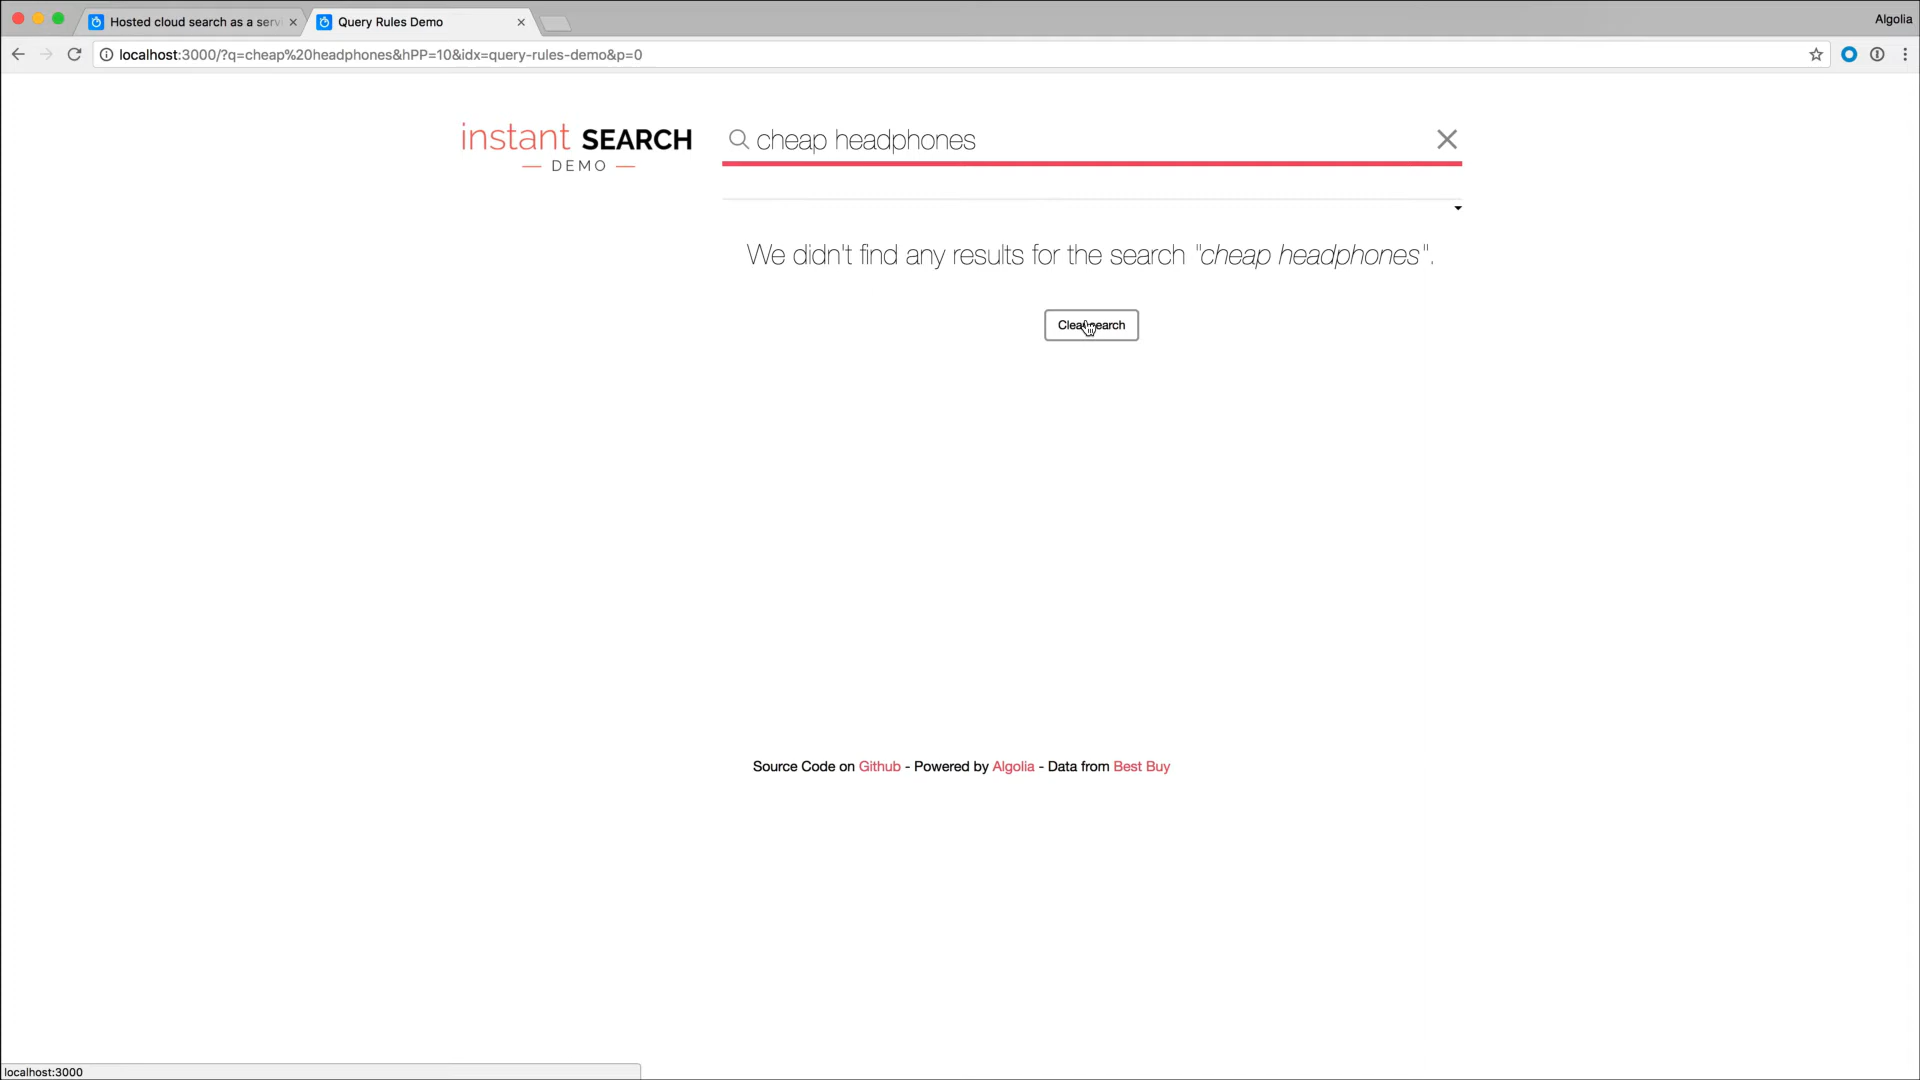 Hosted cloud search as a serv
Query Rules Demo
Algolia
localhost:3000/?q=cheap%20headphones&hPP=10&idx=query-rules-demo&p=0
instant SEARCH
DEMO
cheap headphones
We didn't find any results for the search "cheap headphones".
Clear search
Source Code on Github - Powered by Algolia - Data from Best Buy
localhost:3000